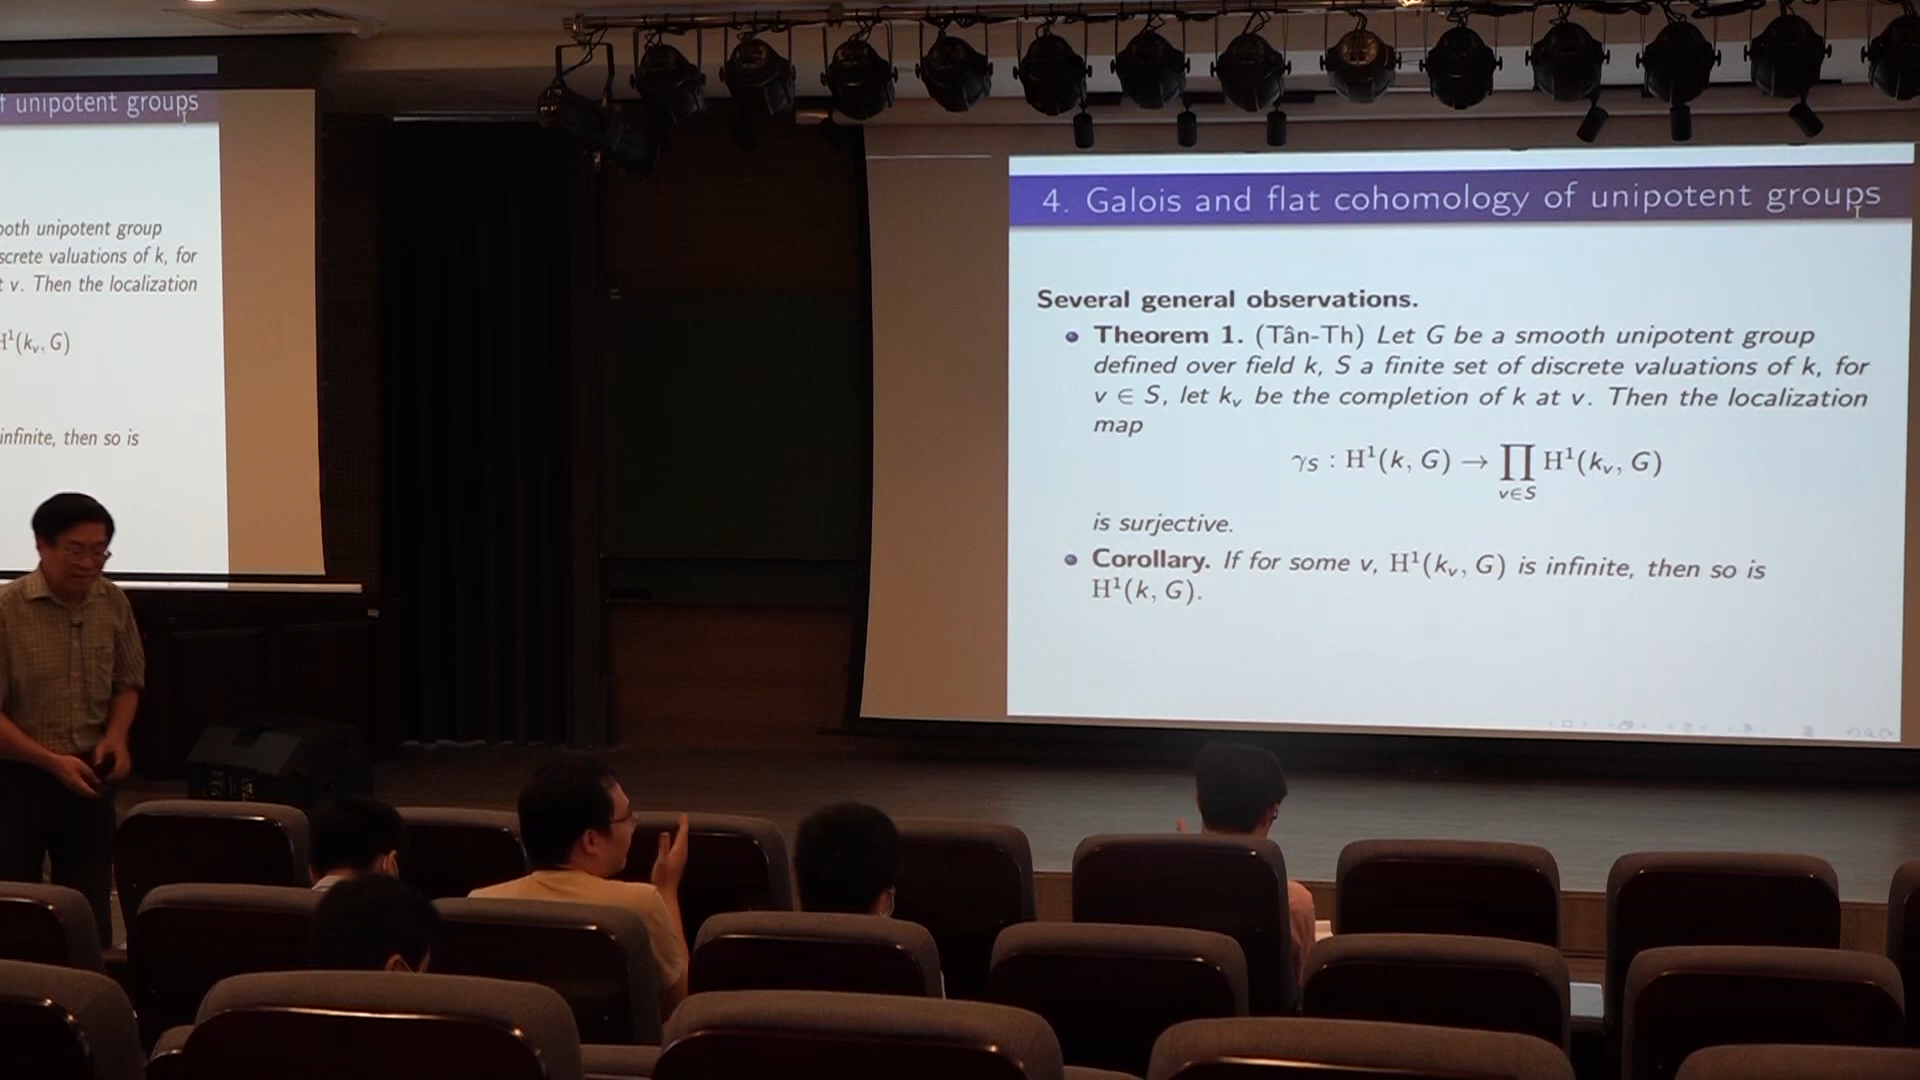 f unipotent groups
ooth unipotent group
screte valuations of k, for
t v. Then the localization
H¹(kᵥ, G)
infinite, then so is
4. Galois and flat cohomology of unipotent groups
Several general observations.
Theorem 1. (Tân-Th) Let G be a smooth unipotent group
defined over field k, S a finite set of discrete valuations of k, for
v ∈ S, let kᵥ be the completion of k at v. Then the localization
map
γ_S : H¹(k, G) → ∏_{v∈S} H¹(kᵥ, G)
is surjective.
Corollary. If for some v, H¹(kᵥ, G) is infinite, then so is
H¹(k, G).